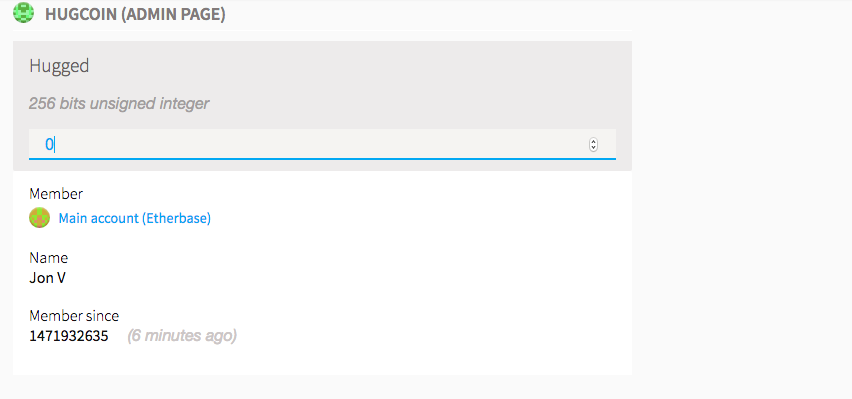 HUGCOIN (ADMIN PAGE)
Hugged
256 bits unsigned integer
0
Member
Main account (Etherbase)
Name
Jon V
Member since
1471932635 (6 minutes ago)